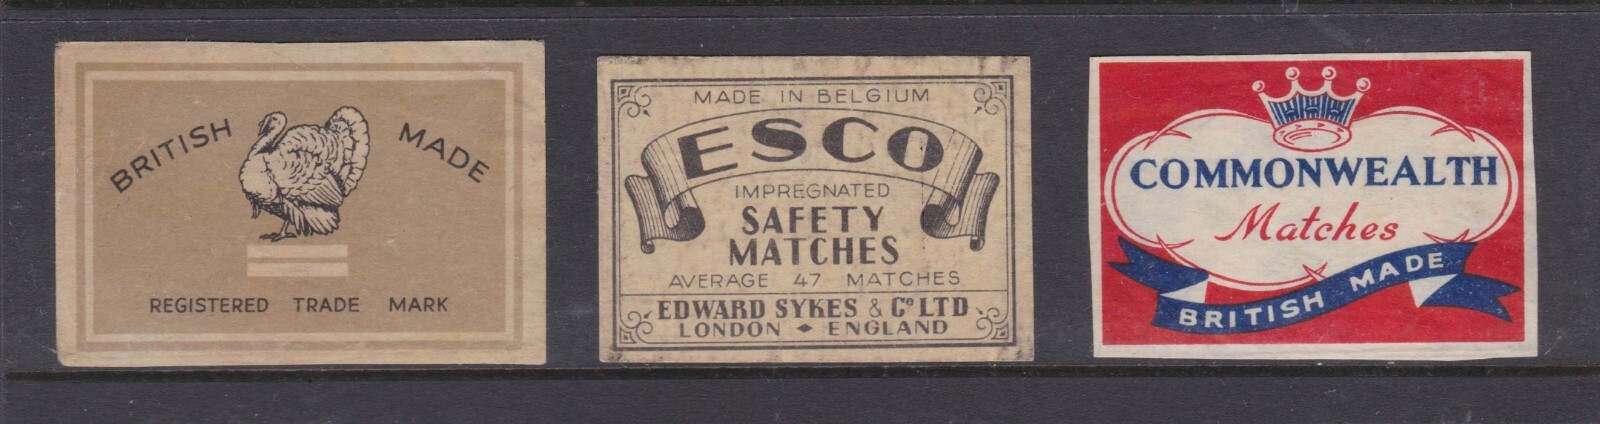 BRITISH MADE
REGISTERED TRADE MARK
MADE IN BELGIUM
ESCO
IMPREGNATED
SAFETY
MATCHES
AVERAGE 47 MATCHES
EDWARD SYKES & Co LTD
LONDON ENGLAND
COMMONWEALTH
Matches
BRITISH MADE